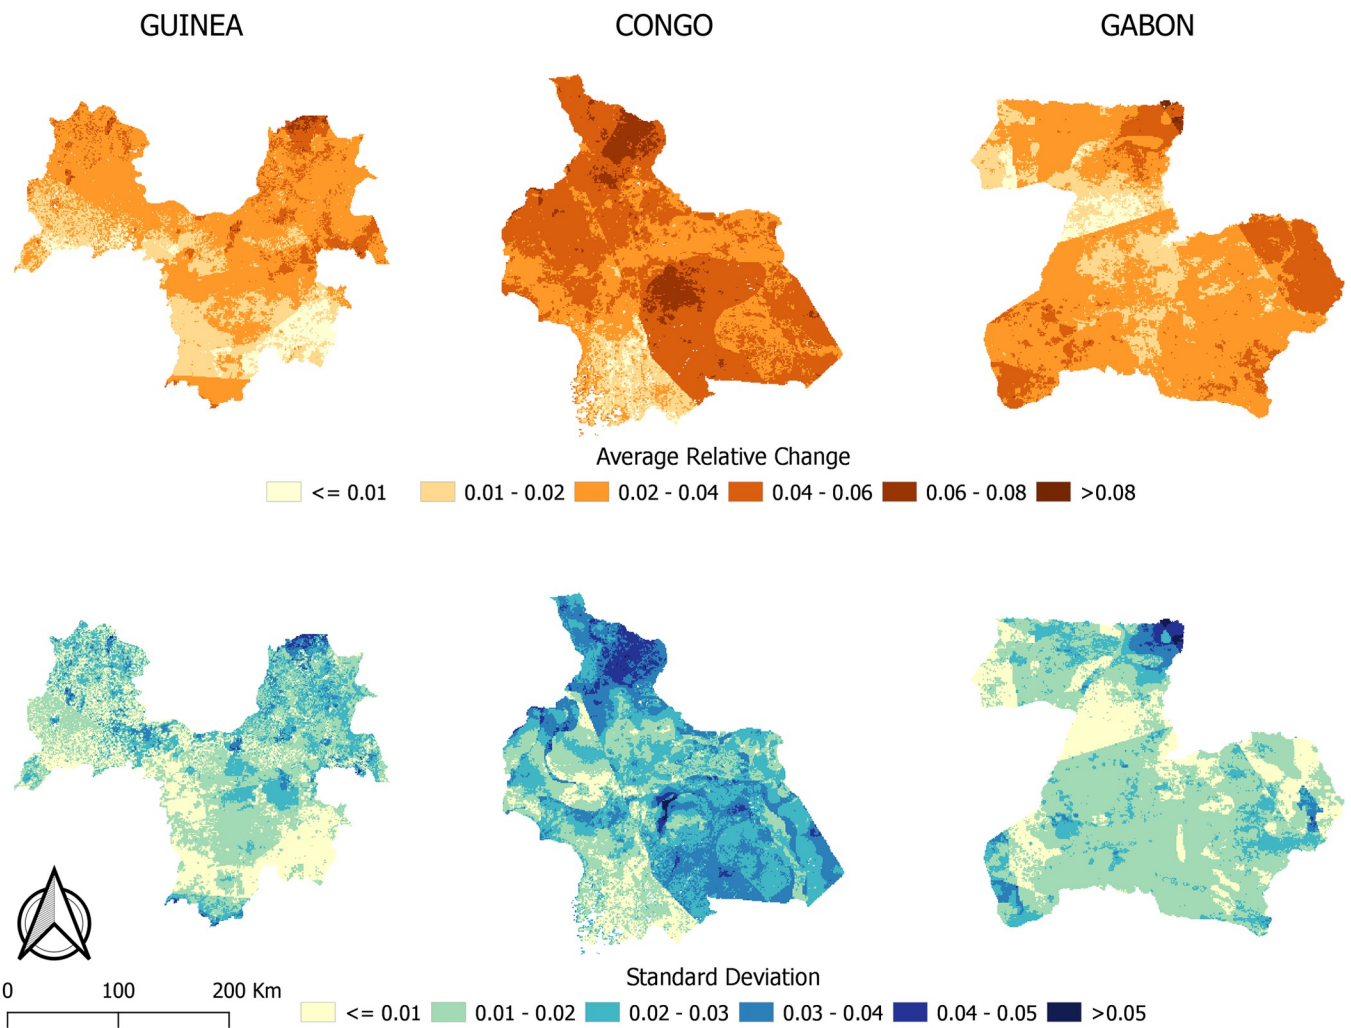 GUINEA CONGO GABON
Average Relative Change
<= 0.01 0.01 - 0.02 0.02 - 0.04 0.04 - 0.06 0.06 - 0.08 >0.08
Standard Deviation
0 100 200 Km
<= 0.01 0.01 - 0.02 0.02 - 0.03 0.03 - 0.04 0.04 - 0.05 >0.05